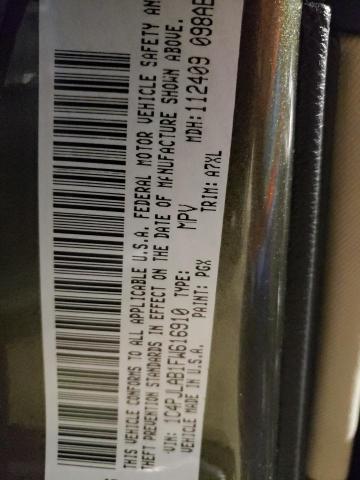 THIS VEHICLE CONFORMS TO ALL APPLICABLE U.S.A. FEDERAL MOTOR VEHICLE SAFETY AN
THEFT PREVENTION STANDARDS IN EFFECT ON THE DATE OF MANUFACTURE SHOWN ABOVE.
VIN: 1C4PJLAB1FW616910 TYPE: MPV MDH: 112409 098AE
VEHICLE MADE IN U.S.A. PAINT: PGX TRIM: A7XL